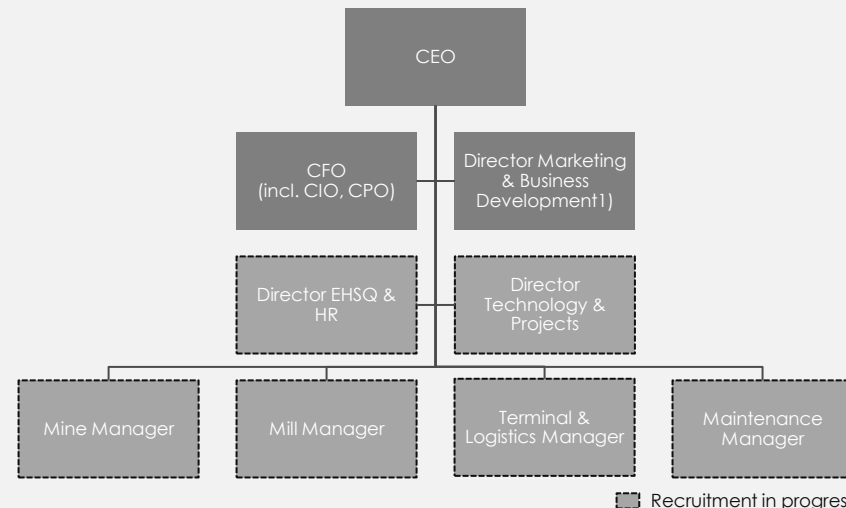 CEO
CFO
(incl. CIO, CPO)
Director Marketing
& Business
Development1)
Director EHSQ &
HR
Director
Technology &
Projects
Mine Manager
Mill Manager
Terminal &
Logistics Manager
Maintenance
Manager
Recruitment in progres